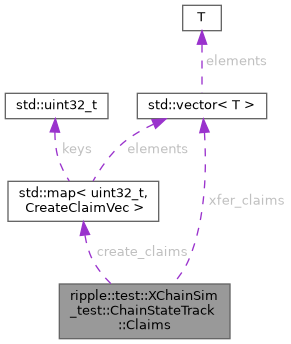 T
elements
std::uint32_t
std::vector< T >
keys
elements
xfer_claims
std::map< uint32_t,
CreateClaimVec >
create_claims
ripple::test::XChainSim
_test::ChainStateTrack
::Claims